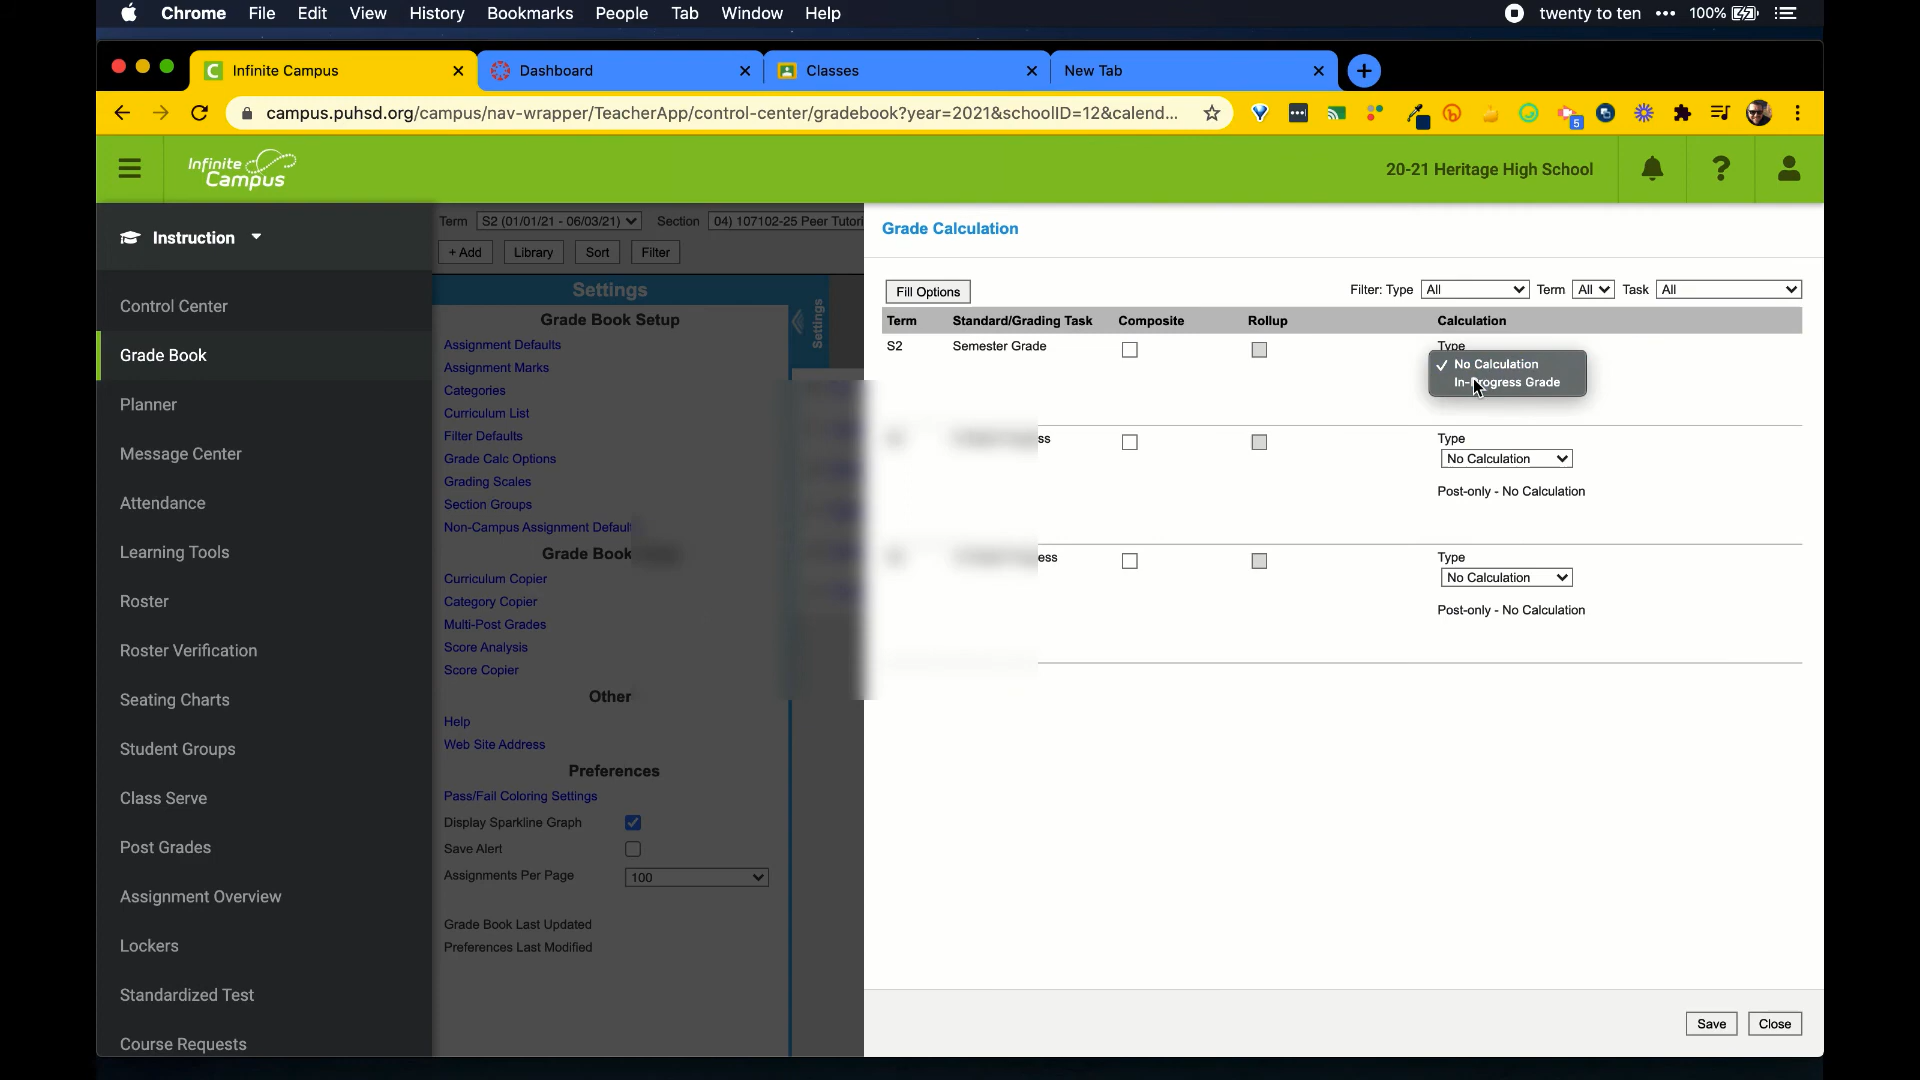 Chrome File Edit View History Bookmarks People Tab Window Help
twenty to ten ••• 100%
Infinite Campus
Dashboard
Classes
New Tab
campus.puhsd.org/campus/nav-wrapper/TeacherApp/control-center/gradebook?year=2021&schoolID=12&calend...
5
Infinite Campus
20-21 Heritage High School
?
Instruction
Control Center
Grade Book
Planner
Message Center
Attendance
Learning Tools
Roster
Roster Verification
Seating Charts
Student Groups
Class Serve
Post Grades
Assignment Overview
Lockers
Standardized Test
Course Requests
Term S2 (01/01/21 - 06/03/21) Section 04) 107102-25 Peer Tutori
+ Add Library Sort Filter
Settings
Settings
Grade Book Setup
Assignment Defaults
Assignment Marks
Categories
Curriculum List
Filter Defaults
Grade Calc Options
Grading Scales
Section Groups
Non-Campus Assignment Default
Grade Book
Curriculum Copier
Category Copier
Multi-Post Grades
Score Analysis
Score Copier
Other
Help
Web Site Address
Preferences
Pass/Fail Coloring Settings
Display Sparkline Graph
Save Alert
Assignments Per Page 100
Grade Book Last Updated
Preferences Last Modified
Grade Calculation
Fill Options
Filter: Type All Term All Task All
Term Standard/Grading Task Composite Rollup Calculation
S2 Semester Grade Type
✓ No Calculation
In-Progress Grade
ss Type
No Calculation
Post-only - No Calculation
ess Type
No Calculation
Post-only - No Calculation
Save Close